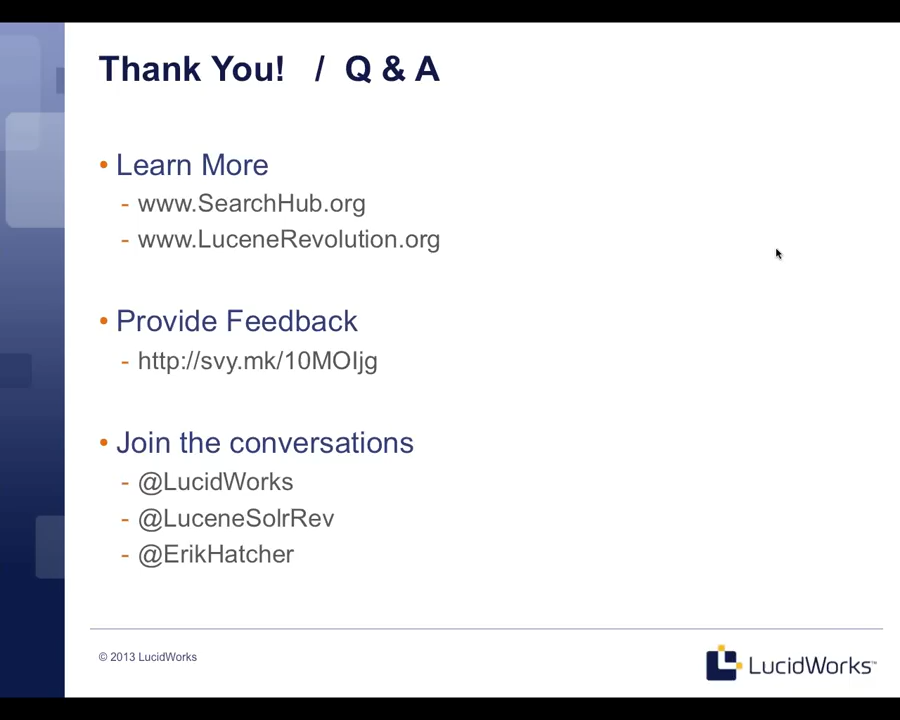 Thank You! / Q & A
• Learn More
- www.SearchHub.org
- www.LuceneRevolution.org
• Provide Feedback
- http://svy.mk/10MOIjg
• Join the conversations
- @LucidWorks
- @LuceneSolrRev
- @ErikHatcher
© 2013 LucidWorks
LucidWorks™